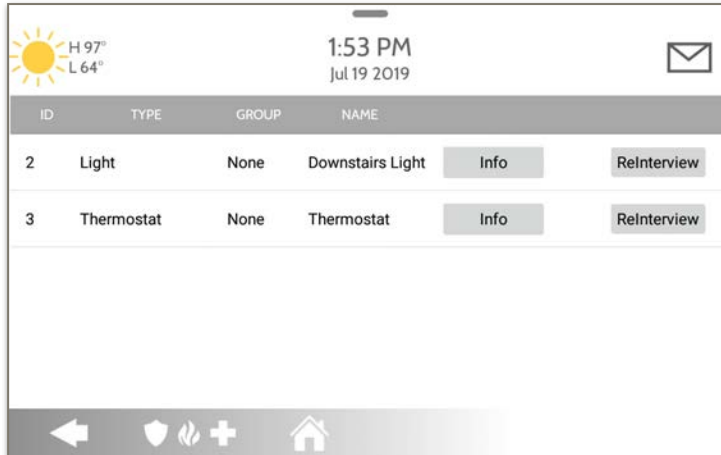 H 97°
L 64°
1:53 PM
Jul 19 2019
ID TYPE GROUP NAME
2 Light None Downstairs Light Info ReInterview
3 Thermostat None Thermostat Info ReInterview